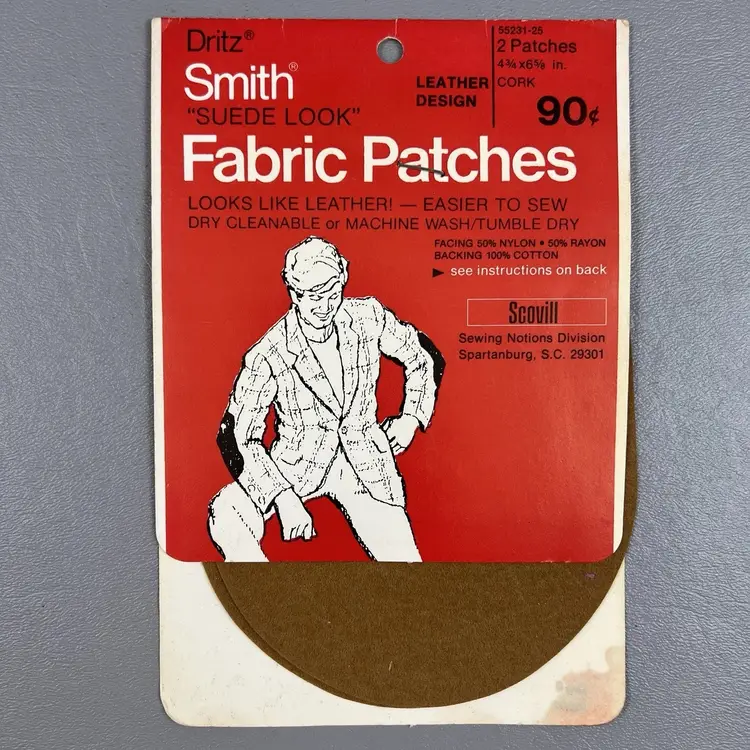 Dritz®
Smith®
"SUEDE LOOK"
LEATHER
DESIGN
55231-25
2 Patches
4¾x6⅝ in.
CORK
90¢
Fabric Patches
LOOKS LIKE LEATHER! — EASIER TO SEW
DRY CLEANABLE or MACHINE WASH/TUMBLE DRY
FACING 50% NYLON • 50% RAYON
BACKING 100% COTTON
► see instructions on back
Scovill
Sewing Notions Division
Spartanburg, S.C. 29301